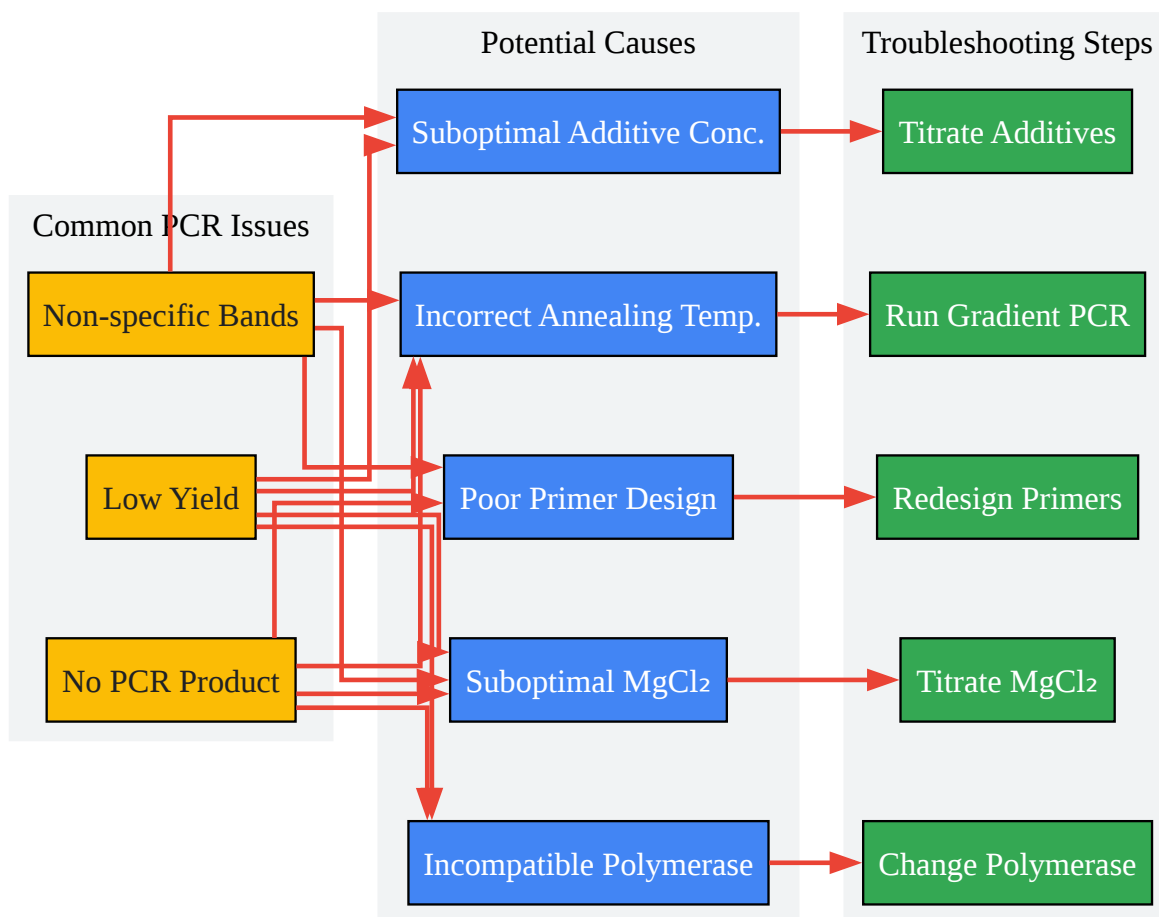 Common PCR Issues
Non-specific Bands
Low Yield
No PCR Product
Potential Causes
Suboptimal Additive Conc.
Incorrect Annealing Temp.
Poor Primer Design
Suboptimal MgCl₂
Incompatible Polymerase
Troubleshooting Steps
Titrate Additives
Run Gradient PCR
Redesign Primers
Titrate MgCl₂
Change Polymerase